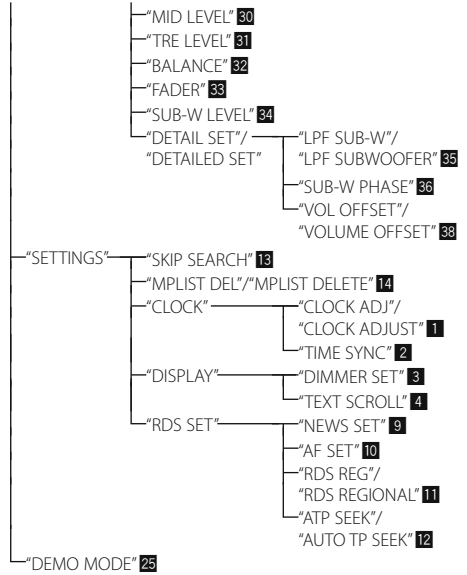 “MID LEVEL” 30
“TRE LEVEL” 31
“BALANCE” 32
“FADER” 33
“SUB-W LEVEL” 34
“DETAIL SET”/
“DETAILED SET”
“LPF SUB-W”/
“LPF SUBWOOFER” 35
“SUB-W PHASE” 36
“VOL OFFSET”/
“VOLUME OFFSET” 38
“SETTINGS”
“SKIP SEARCH” 13
“MPLIST DEL”/“MPLIST DELETE” 14
“CLOCK”
“CLOCK ADJ”/
“CLOCK ADJUST” 1
“TIME SYNC” 2
“DISPLAY”
“DIMMER SET” 3
“TEXT SCROLL” 4
“RDS SET”
“NEWS SET” 9
“AF SET” 10
“RDS REG”/
“RDS REGIONAL” 11
“ATP SEEK”/
“AUTO TP SEEK” 12
“DEMO MODE” 25